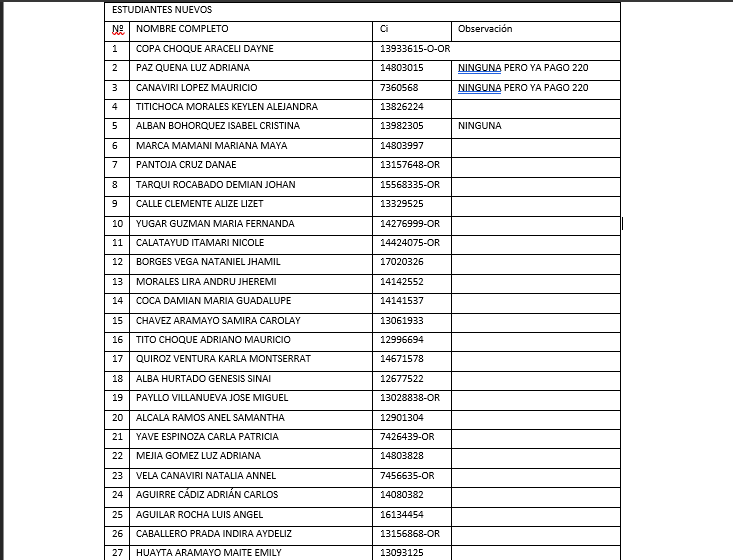 ESTUDIANTES NUEVOS
Nº NOMBRE COMPLETO Ci Observación
1 COPA CHOQUE ARACELI DAYNE 13933615-O-OR
2 PAZ QUENA LUZ ADRIANA 14803015 NINGUNA PERO YA PAGO 220
3 CANAVIRI LOPEZ MAURICIO 7360568 NINGUNA PERO YA PAGO 220
4 TITICHOCA MORALES KEYLEN ALEJANDRA 13826224
5 ALBAN BOHORQUEZ ISABEL CRISTINA 13982305 NINGUNA
6 MARCA MAMANI MARIANA MAYA 14803997
7 PANTOJA CRUZ DANAE 13157648-OR
8 TARQUI ROCABADO DEMIAN JOHAN 15568335-OR
9 CALLE CLEMENTE ALIZE LIZET 13329525
10 YUGAR GUZMAN MARIA FERNANDA 14276999-OR
11 CALATAYUD ITAMARI NICOLE 14424075-OR
12 BORGES VEGA NATANIEL JHAMIL 17020326
13 MORALES LIRA ANDRU JHEREMI 14142552
14 COCA DAMIAN MARIA GUADALUPE 14141537
15 CHAVEZ ARAMAYO SAMIRA CAROLAY 13061933
16 TITO CHOQUE ADRIANO MAURICIO 12996694
17 QUIROZ VENTURA KARLA MONTSERRAT 14671578
18 ALBA HURTADO GENESIS SINAI 12677522
19 PAYLLO VILLANUEVA JOSE MIGUEL 13028838-OR
20 ALCALA RAMOS ANEL SAMANTHA 12901304
21 YAVE ESPINOZA CARLA PATRICIA 7426439-OR
22 MEJIA GOMEZ LUZ ADRIANA 14803828
23 VELA CANAVIRI NATALIA ANNEL 7456635-OR
24 AGUIRRE CÁDIZ ADRIÁN CARLOS 14080382
25 AGUILAR ROCHA LUIS ANGEL 16134454
26 CABALLERO PRADA INDIRA AYDELIZ 13156868-OR
27 HUAYTA ARAMAYO MAITE EMILY 13093125